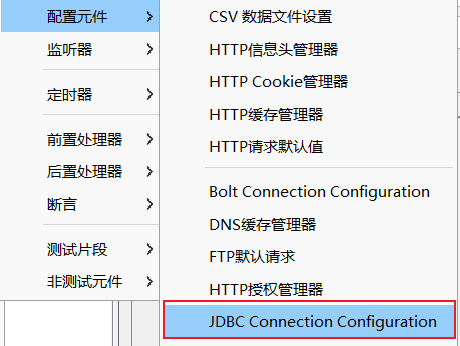 配置元件
监听器
定时器
前置处理器
后置处理器
断言
测试片段
非测试元件
CSV 数据文件设置
HTTP信息头管理器
HTTP Cookie管理器
HTTP缓存管理器
HTTP请求默认值
Bolt Connection Configuration
DNS缓存管理器
FTP默认请求
HTTP授权管理器
JDBC Connection Configuration